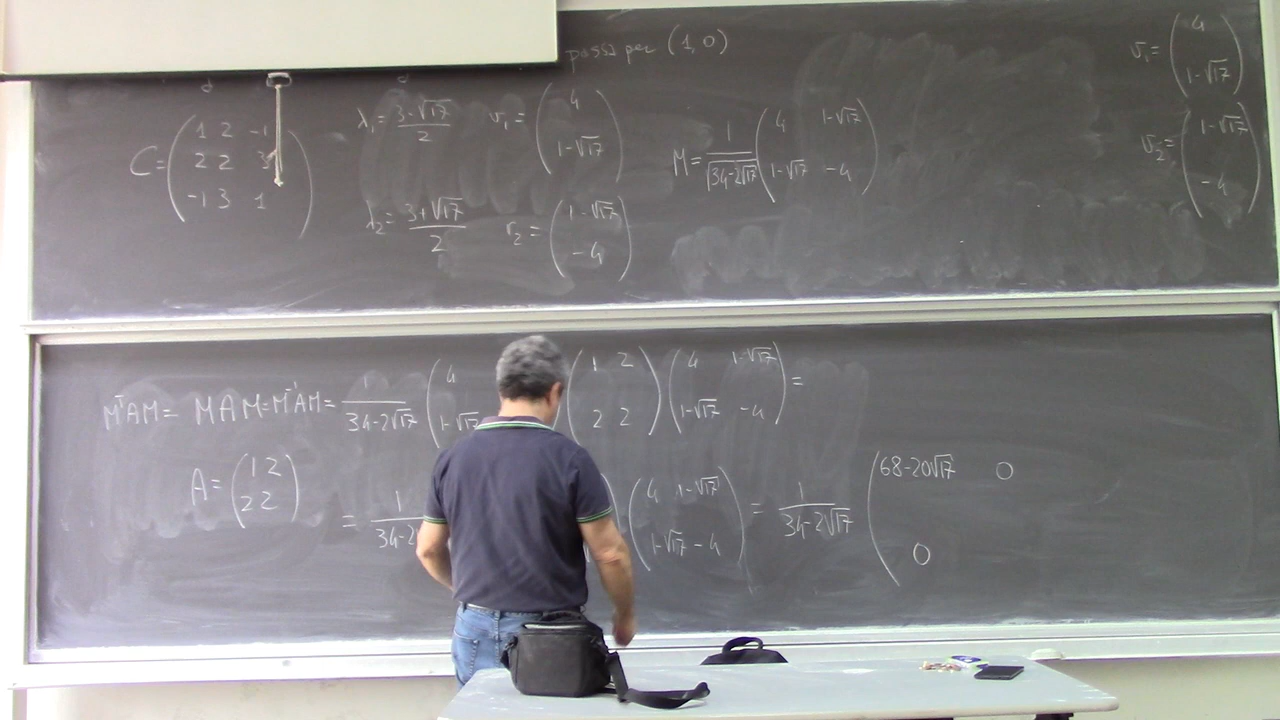 passi per (1,0)
C = ( 1 2 -1 / 2 2 3 / -1 3 1 )
λ₁ = (3-√17)/2 v₁ = ( 4 / 1-√17 )
λ₂ = (3+√17)/2 v₂ = ( 1-√17 / -4 )
M = 1/√(34-2√17) ( 4 1-√17 / 1-√17 -4 )
v₁ = ( 4 / 1-√17 )
v₂ = ( 1-√17 / -4 )
MᵀAM = MAM = M⁻¹AM = 1/(34-2√17) ( 4 / 1-√17 ( 1 2 / 2 2 ) ( 4 1-√17 / 1-√17 -4 ) =
A = ( 1 2 / 2 2 )
= 1/(34-2 ) ( 4 1-√17 / 1-√17 -4 ) = 1/(34-2√17) ( 68-20√17 0 / 0